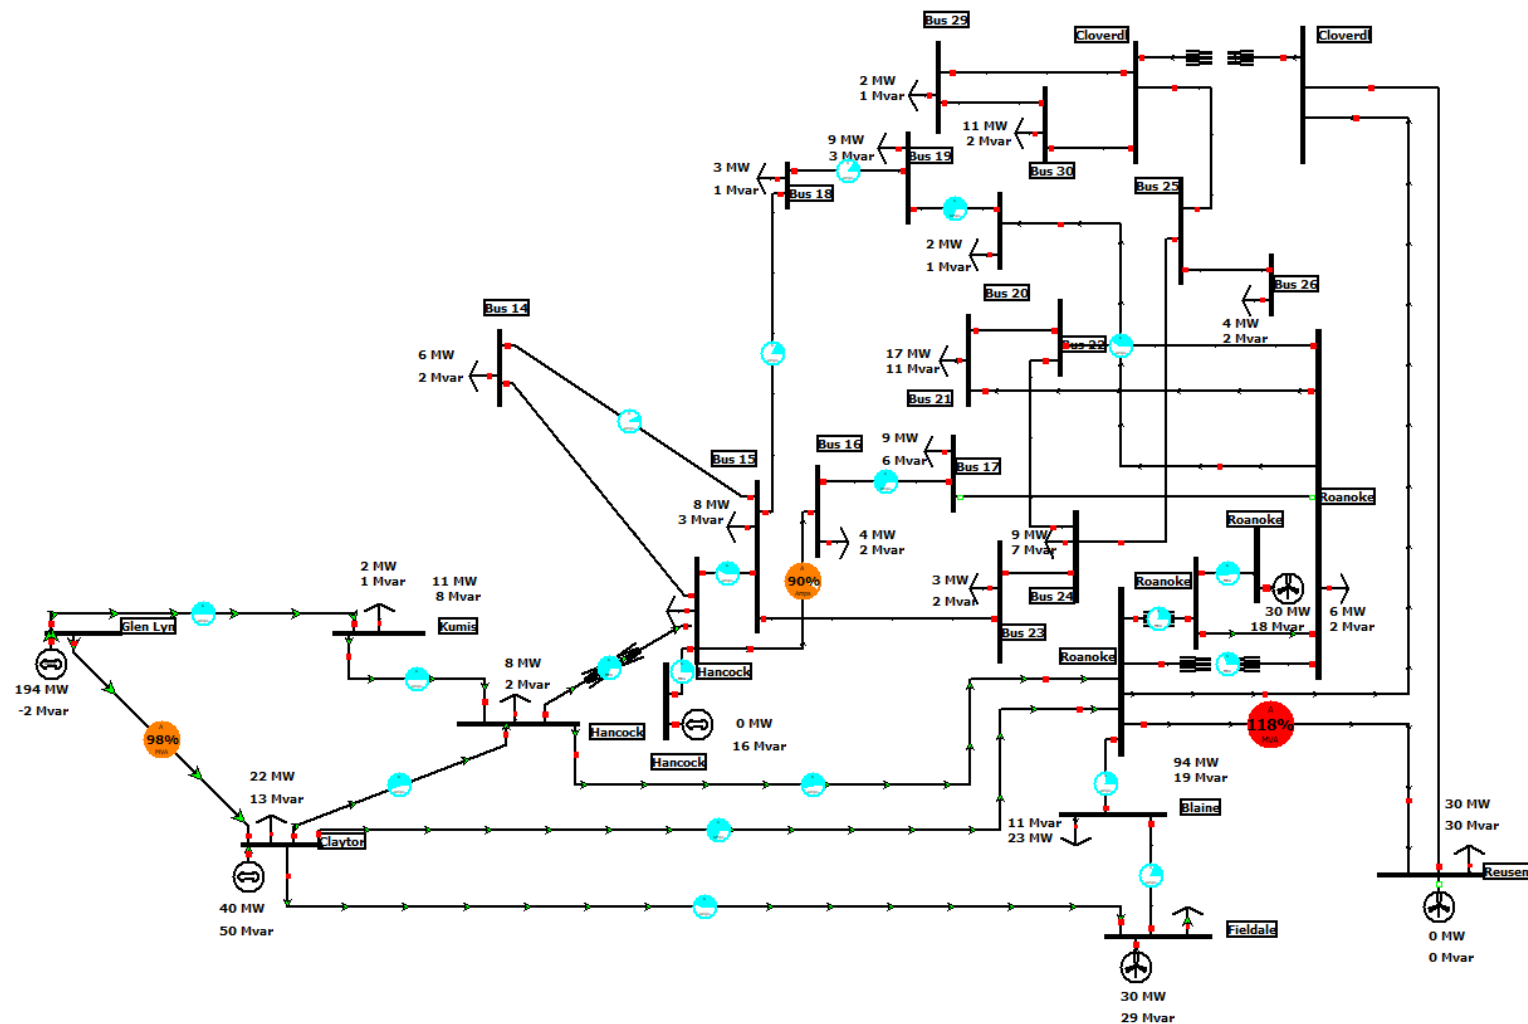 Bus 29
Cloverdl
Cloverdl
2 MW
1 Mvar
11 MW
2 Mvar
9 MW
3 Mvar
Bus 19
Bus 30
3 MW
1 Mvar
Bus 18
Bus 25
2 MW
1 Mvar
Bus 26
Bus 20
4 MW
2 Mvar
Bus 14
Bus 22
6 MW
2 Mvar
17 MW
11 Mvar
Bus 21
Bus 16
9 MW
6 Mvar
Bus 17
Bus 15
Roanoke
8 MW
3 Mvar
Roanoke
4 MW
2 Mvar
9 MW
7 Mvar
2 MW
1 Mvar
11 MW
8 Mvar
90%
Amps
3 MW
2 Mvar
Bus 24
Roanoke
30 MW
18 Mvar
6 MW
2 Mvar
Glen Lyn
Kumis
Bus 23
Roanoke
8 MW
2 Mvar
Hancock
194 MW
-2 Mvar
0 MW
16 Mvar
Hancock
Hancock
A
98%
MVA
A
118%
MVA
94 MW
19 Mvar
22 MW
13 Mvar
Blaine
11 Mvar
23 MW
30 MW
30 Mvar
Claytor
Reusen
40 MW
50 Mvar
Fieldale
0 MW
0 Mvar
30 MW
29 Mvar